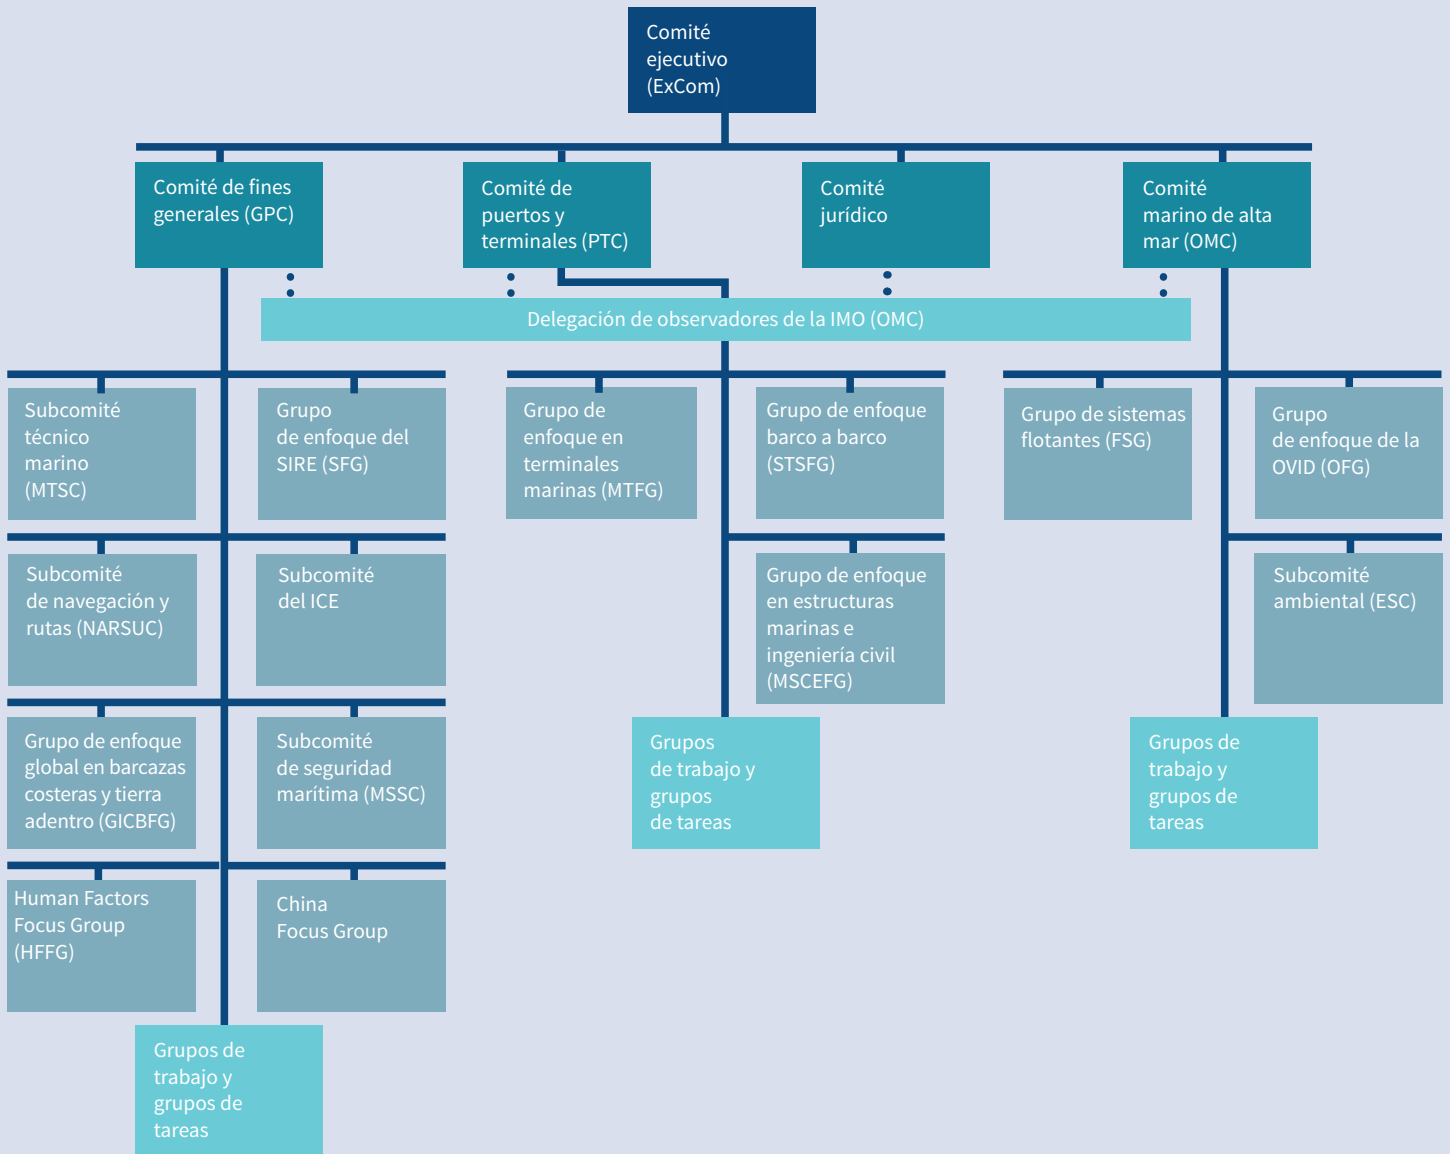 Comité
ejecutivo
(ExCom)
Comité de fines
generales (GPC)
Comité de
puertos y
terminales (PTC)
Comité
jurídico
Comité
marino de alta
mar (OMC)
Delegación de observadores de la IMO (OMC)
Subcomité
técnico
marino
(MTSC)
Grupo
de enfoque del
SIRE (SFG)
Grupo de
enfoque en
terminales
marinas (MTFG)
Grupo de enfoque
barco a barco
(STSFG)
Grupo de sistemas
flotantes (FSG)
Grupo
de enfoque de la
OVID (OFG)
Subcomité
de navegación y
rutas (NARSUC)
Subcomité
del ICE
Grupo de enfoque
en estructuras
marinas e
ingeniería civil
(MSCEFG)
Subcomité
ambiental (ESC)
Grupo de enfoque
global en barcazas
costeras y tierra
adentro (GICBFG)
Subcomité
de seguridad
marítima (MSSC)
Grupos
de trabajo y
grupos
de tareas
Grupos de
trabajo y
grupos de
tareas
Human Factors
Focus Group
(HFFG)
China
Focus Group
Grupos de
trabajo y
grupos de
tareas